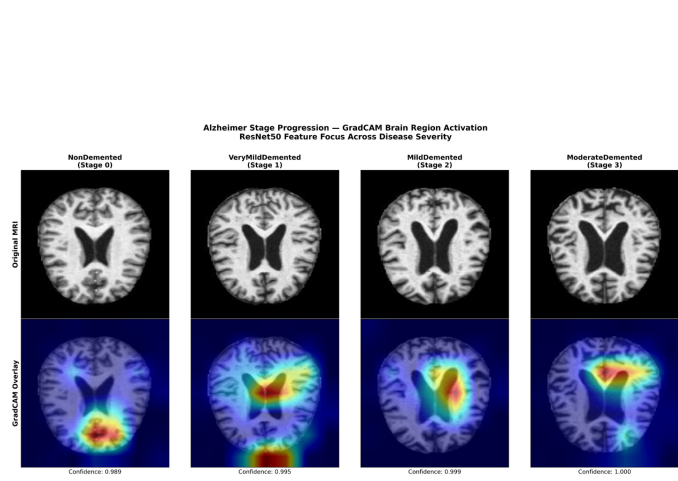 Alzheimer Stage Progression — GradCAM Brain Region Activation
ResNet50 Feature Focus Across Disease Severity
NonDemented
(Stage 0)
VeryMildDemented
(Stage 1)
MildDemented
(Stage 2)
ModerateDemented
(Stage 3)
Original MRI
GradCAM Overlay
Confidence: 0.989
Confidence: 0.995
Confidence: 0.999
Confidence: 1.000